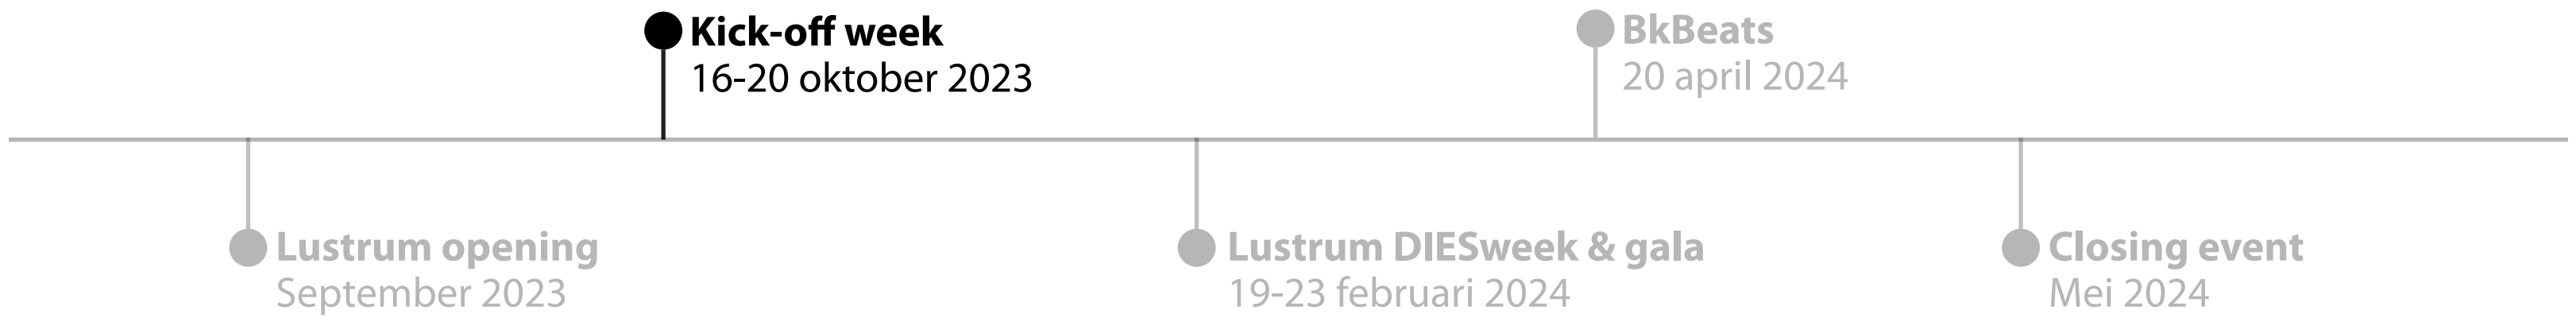 Kick-off week
16-20 oktober 2023
BkBeats
20 april 2024
Lustrum opening
September 2023
Lustrum DIESweek & gala
19-23 februari 2024
Closing event
Mei 2024